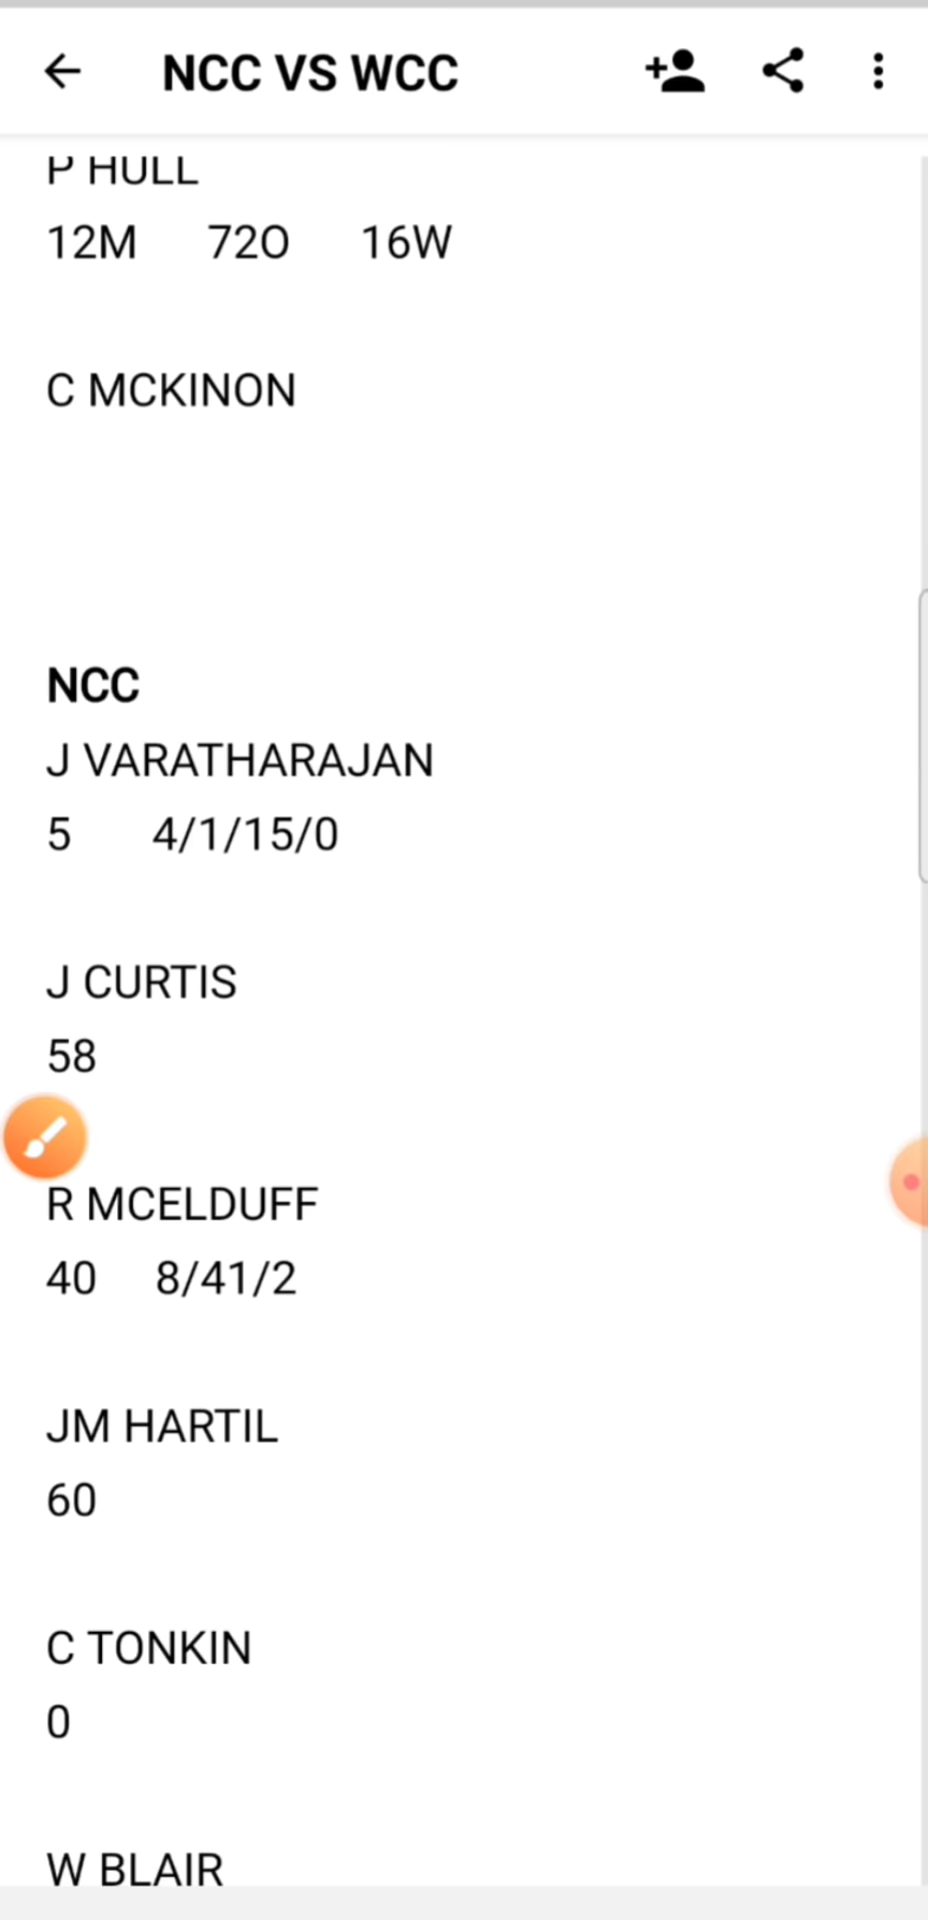 NCC VS WCC
P HULL
12M 72O 16W
C MCKINON
NCC
J VARATHARAJAN
5 4/1/15/0
J CURTIS
58
R MCELDUFF
40 8/41/2
JM HARTIL
60
C TONKIN
0
W BLAIR